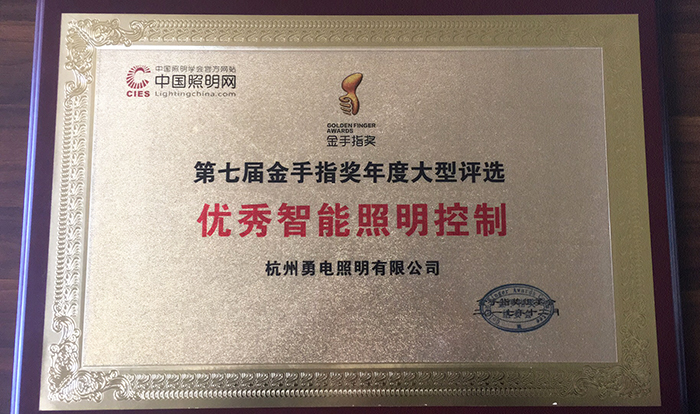 中国照明学会官方网站
中国照明网
CIES
Lightingchina.com
GOLDEN FINGER
AWARDS
金手指奖
第七届金手指奖年度大型评选
优秀智能照明控制
杭州勇电照明有限公司